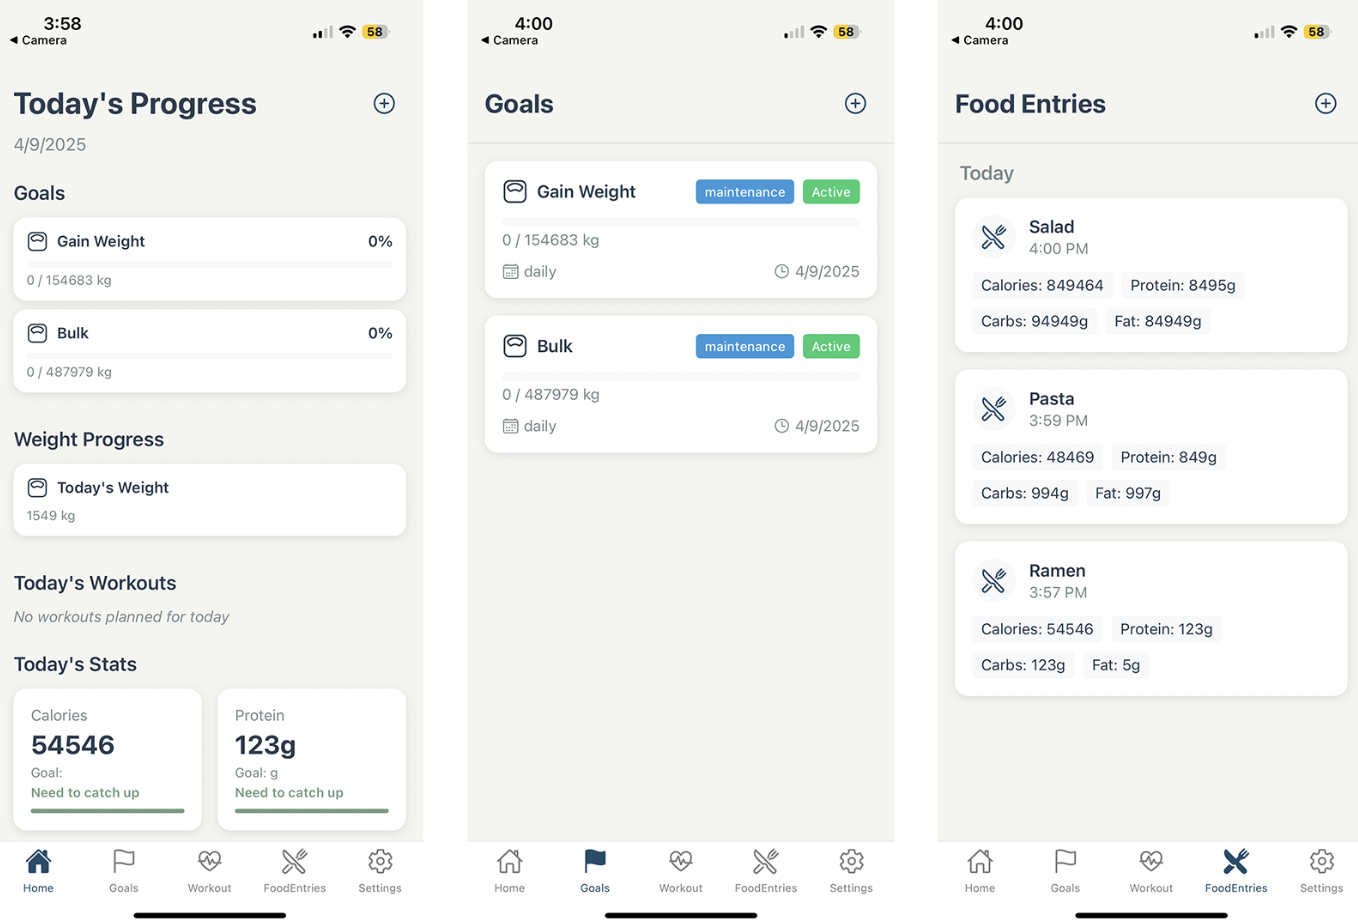 3:58
58
◀ Camera
Today's Progress
4/9/2025
Goals
Gain Weight 0%
0 / 154683 kg
Bulk 0%
0 / 487979 kg
Weight Progress
Today's Weight
1549 kg
Today's Workouts
No workouts planned for today
Today's Stats
Calories
54546
Goal:
Need to catch up
Protein
123g
Goal: g
Need to catch up
Home Goals Workout FoodEntries Settings
4:00
58
◀ Camera
Goals
Gain Weight maintenance Active
0 / 154683 kg
daily 4/9/2025
Bulk maintenance Active
0 / 487979 kg
daily 4/9/2025
Home Goals Workout FoodEntries Settings
4:00
58
◀ Camera
Food Entries
Today
Salad
4:00 PM
Calories: 849464 Protein: 8495g
Carbs: 94949g Fat: 84949g
Pasta
3:59 PM
Calories: 48469 Protein: 849g
Carbs: 994g Fat: 997g
Ramen
3:57 PM
Calories: 54546 Protein: 123g
Carbs: 123g Fat: 5g
Home Goals Workout FoodEntries Settings